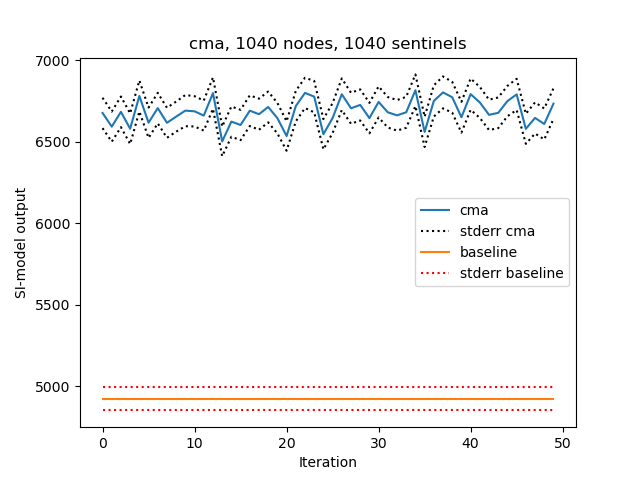 cma, 1040 nodes, 1040 sentinels
7000
6500
6000
5500
5000
SI-model output
cma
stderr cma
baseline
stderr baseline
0 10 20 30 40 50
Iteration